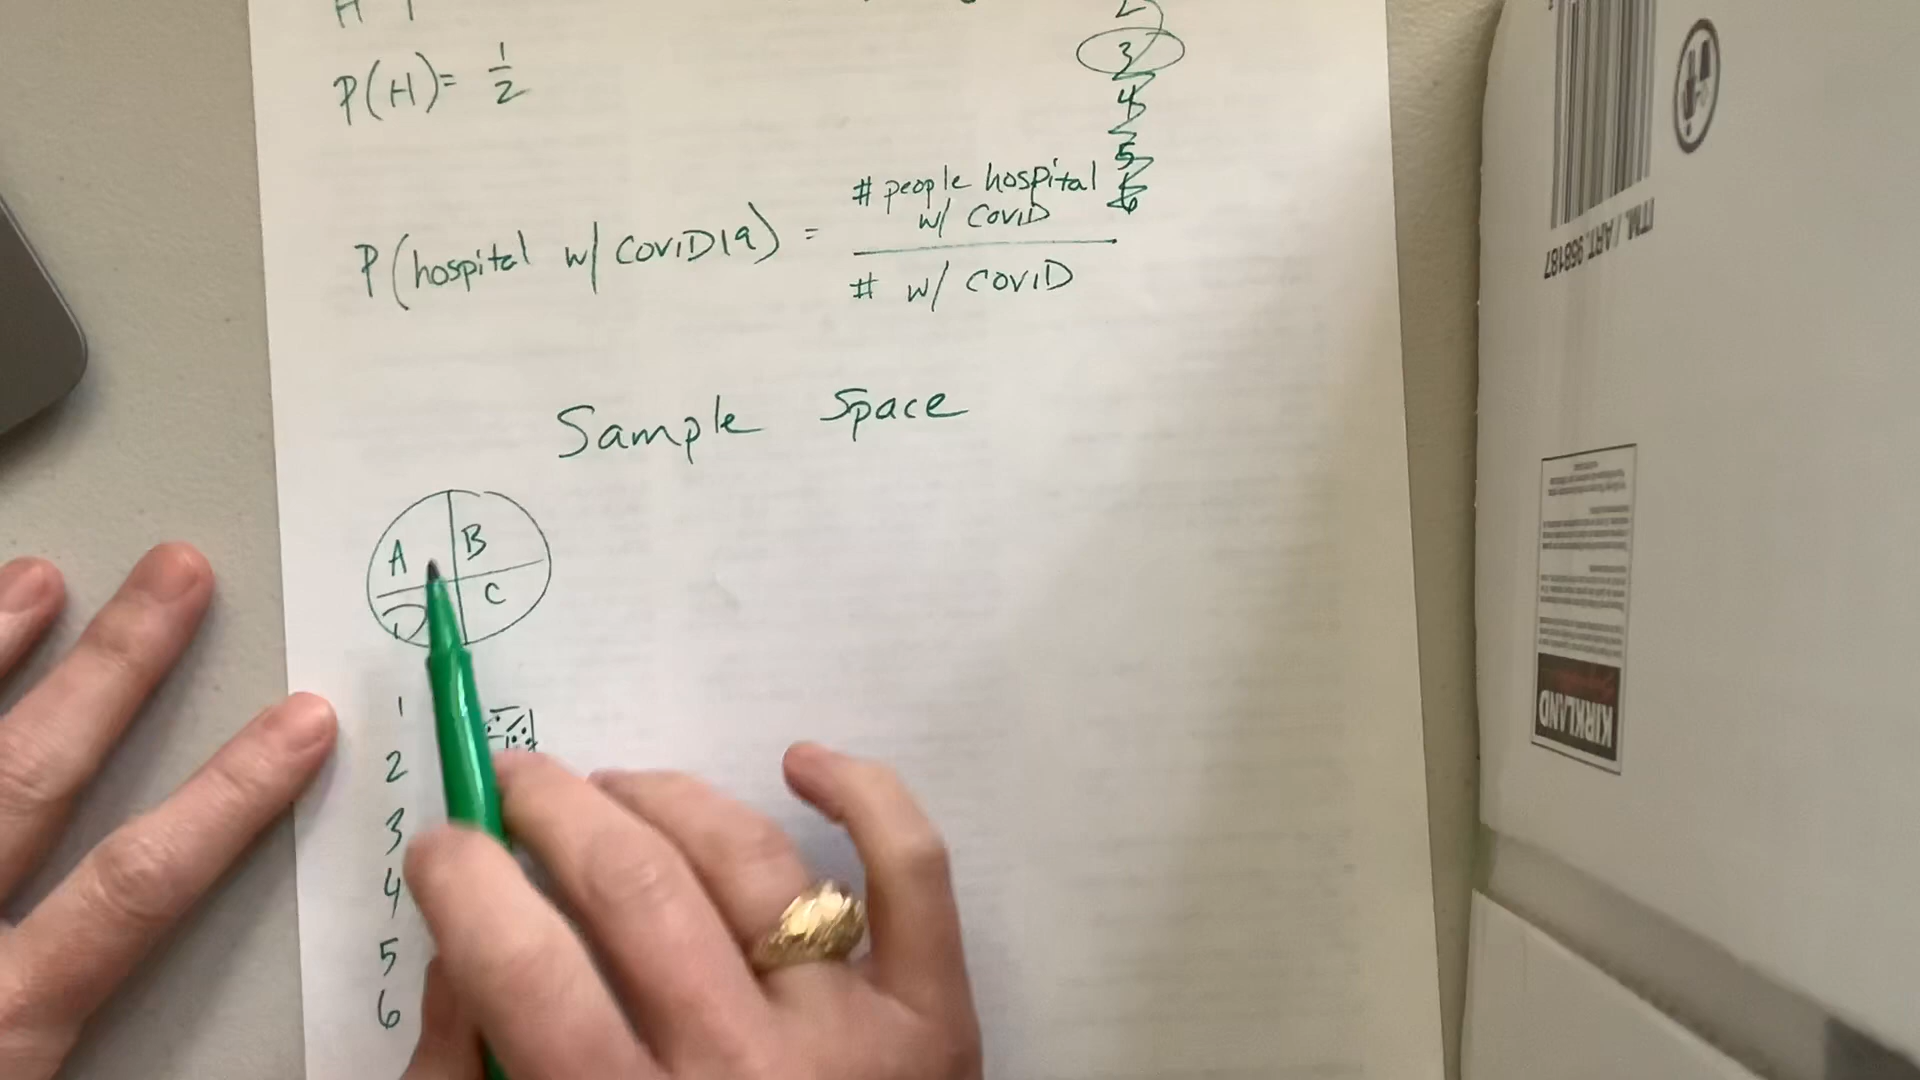 H T
P(H)= 1/2
2
3
4
5
6
P(hospital w/ COVID19) =
# people hospital
w/ COVID
# w/ COVID
Sample Space
A B
D C
1
2
3
4
5
6
ITM. / ART. 968187
KIRKLAND